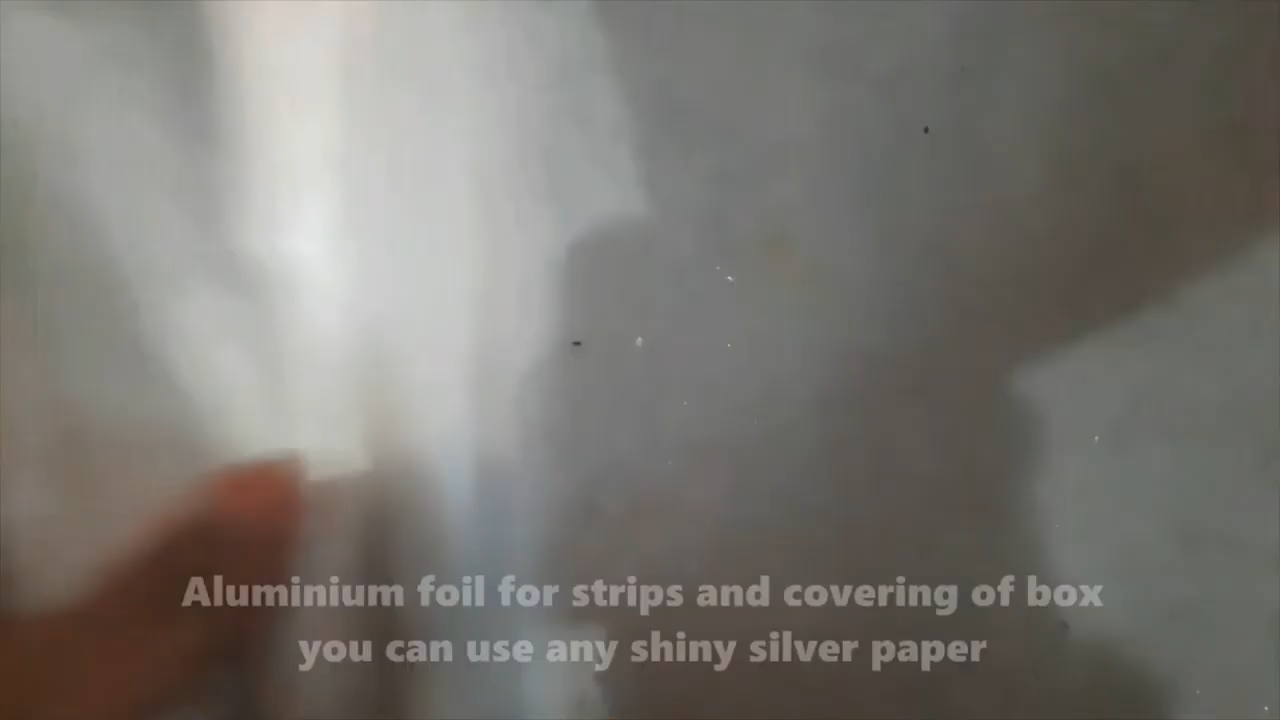 Aluminium foil for strips and covering of box
you can use any shiny silver paper